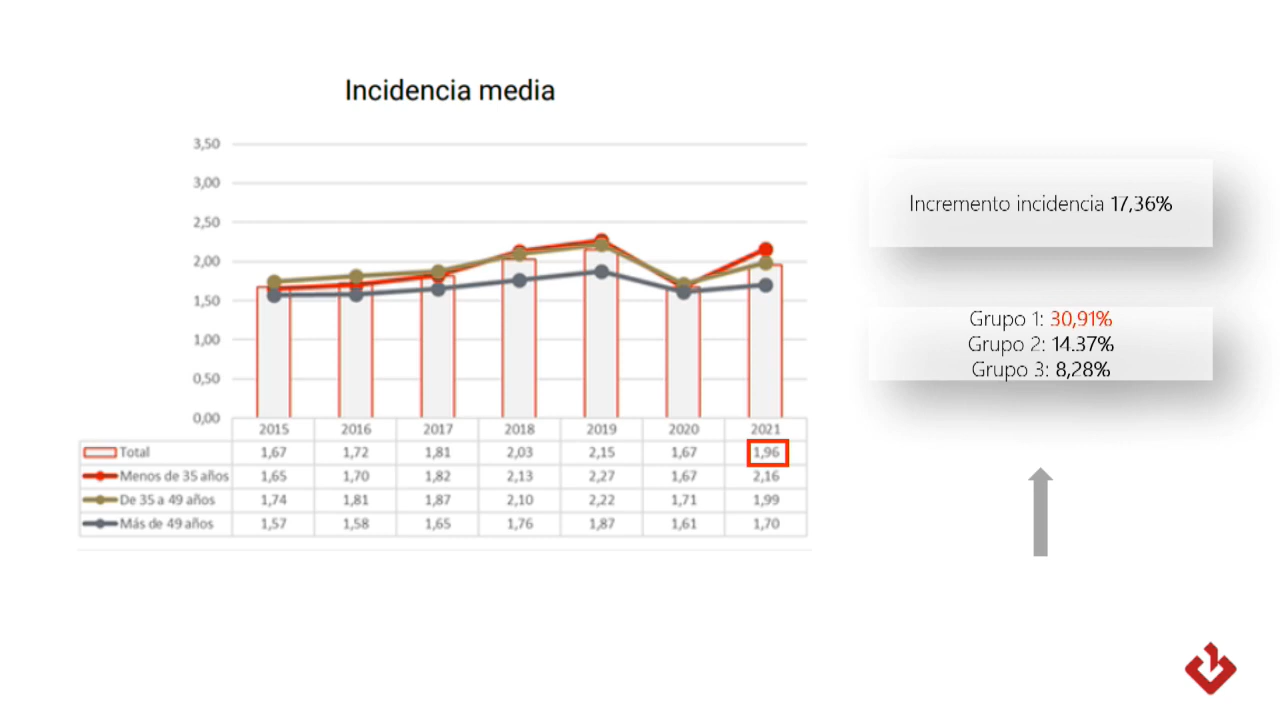 Incidencia media
3,50
3,00
2,50
2,00
1,50
1,00
0,50
0,00
2015 2016 2017 2018 2019 2020 2021
Total 1,67 1,72 1,81 2,03 2,15 1,67 1,96
Menos de 35 años 1,65 1,70 1,82 2,13 2,27 1,67 2,16
De 35 a 49 años 1,74 1,81 1,87 2,10 2,22 1,71 1,99
Más de 49 años 1,57 1,58 1,65 1,76 1,87 1,61 1,70
Incremento incidencia 17,36%
Grupo 1: 30,91%
Grupo 2: 14.37%
Grupo 3: 8,28%